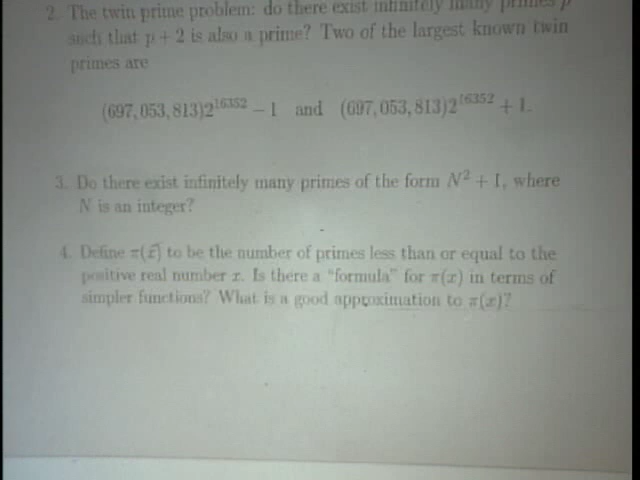 2. The twin prime problem: do there exist infinitely many primes p
such that p + 2 is also a prime? Two of the largest known twin
primes are
(697, 053, 813)2^16352 − 1 and (697, 053, 813)2^16352 + 1.
3. Do there exist infinitely many primes of the form N² + 1, where
N is an integer?
4. Define π(x) to be the number of primes less than or equal to the
positive real number x. Is there a “formula” for π(x) in terms of
simpler functions? What is a good approximation to π(x)?